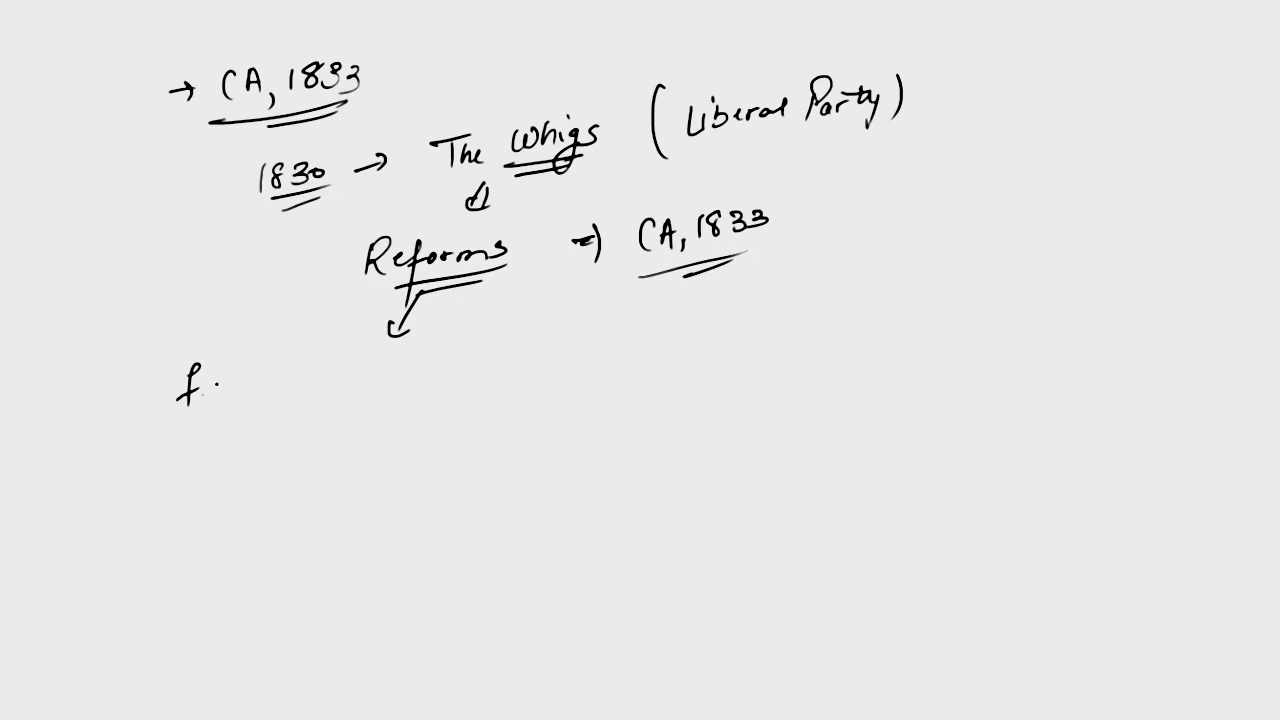 → CA, 1833
1830 → The Whigs (Liberal Party)
Reforms → CA, 1833
f.